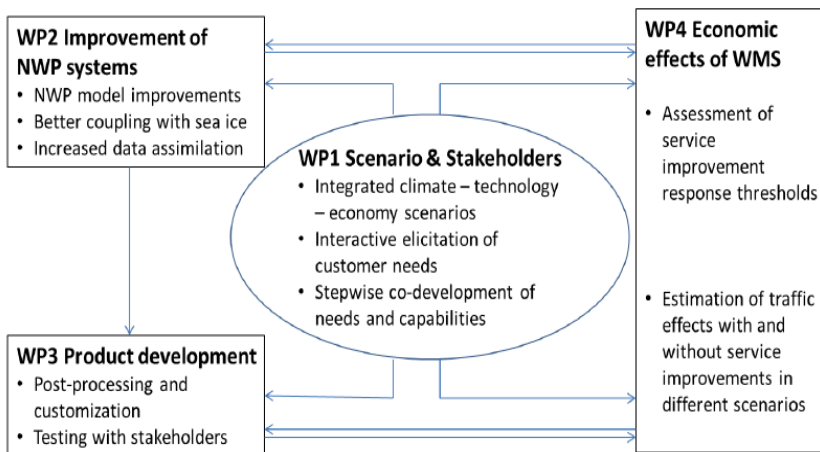 WP2 Improvement of
NWP systems
• NWP model improvements
• Better coupling with sea ice
• Increased data assimilation
WP4 Economic
effects of WMS
• Assessment of
service
improvement
response thresholds
• Estimation of traffic
effects with and
without service
improvements in
different scenarios
WP1 Scenario & Stakeholders
• Integrated climate – technology
– economy scenarios
• Interactive elicitation of
customer needs
• Stepwise co-development of
needs and capabilities
WP3 Product development
• Post-processing and
customization
• Testing with stakeholders